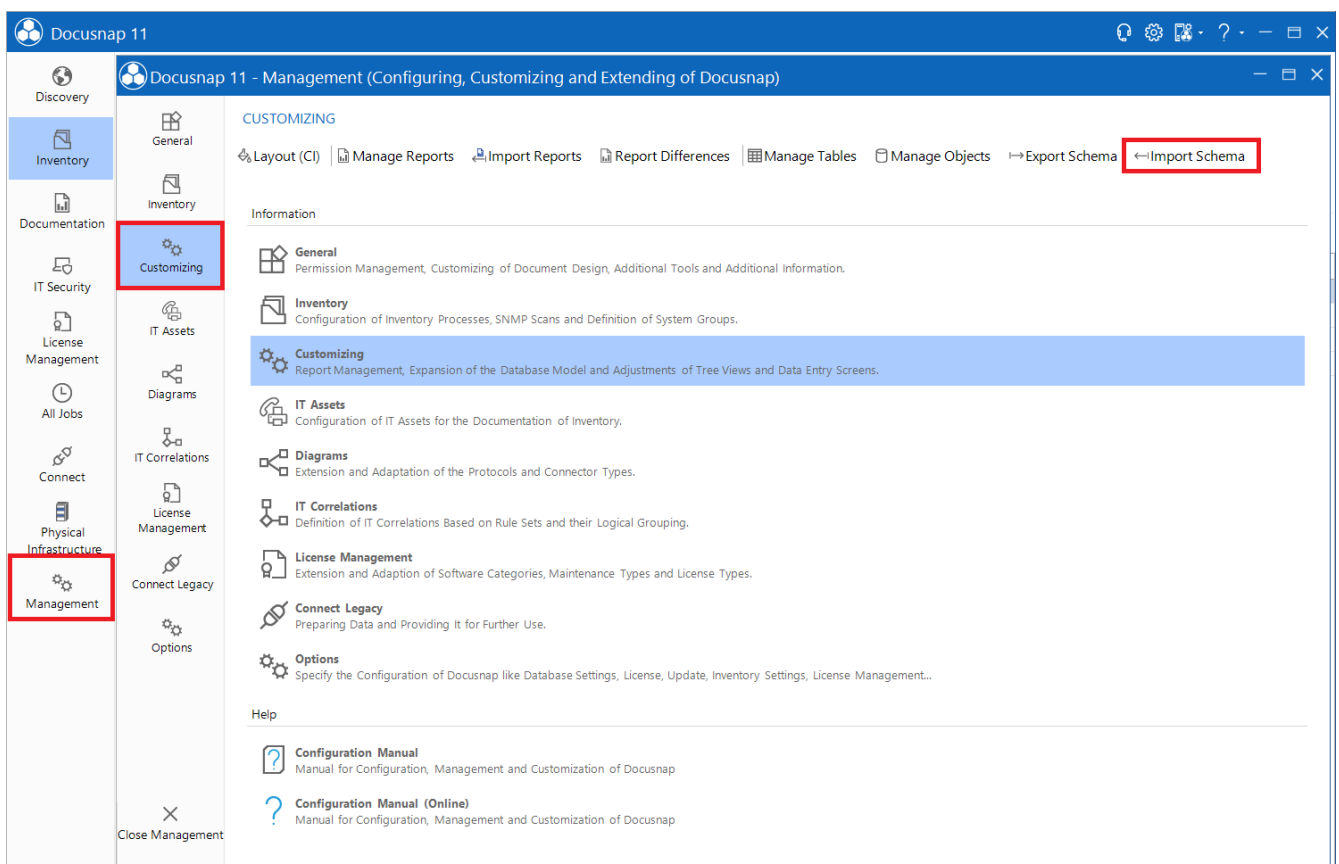 Docusnap 11
?
Discovery
Inventory
Documentation
IT Security
License
Management
All Jobs
Connect
Physical
Infrastructure
Management
Docusnap 11 - Management (Configuring, Customizing and Extending of Docusnap)
General
Inventory
Customizing
IT Assets
Diagrams
IT Correlations
License
Management
Connect Legacy
Options
Close Management
CUSTOMIZING
Layout (CI) Manage Reports Import Reports Report Differences Manage Tables Manage Objects Export Schema Import Schema
Information
General
Permission Management, Customizing of Document Design, Additional Tools and Additional Information.
Inventory
Configuration of Inventory Processes, SNMP Scans and Definition of System Groups.
Customizing
Report Management, Expansion of the Database Model and Adjustments of Tree Views and Data Entry Screens.
IT Assets
Configuration of IT Assets for the Documentation of Inventory.
Diagrams
Extension and Adaptation of the Protocols and Connector Types.
IT Correlations
Definition of IT Correlations Based on Rule Sets and their Logical Grouping.
License Management
Extension and Adaption of Software Categories, Maintenance Types and License Types.
Connect Legacy
Preparing Data and Providing It for Further Use.
Options
Specify the Configuration of Docusnap like Database Settings, License, Update, Inventory Settings, License Management...
Help
Configuration Manual
Manual for Configuration, Management and Customization of Docusnap
Configuration Manual (Online)
Manual for Configuration, Management and Customization of Docusnap